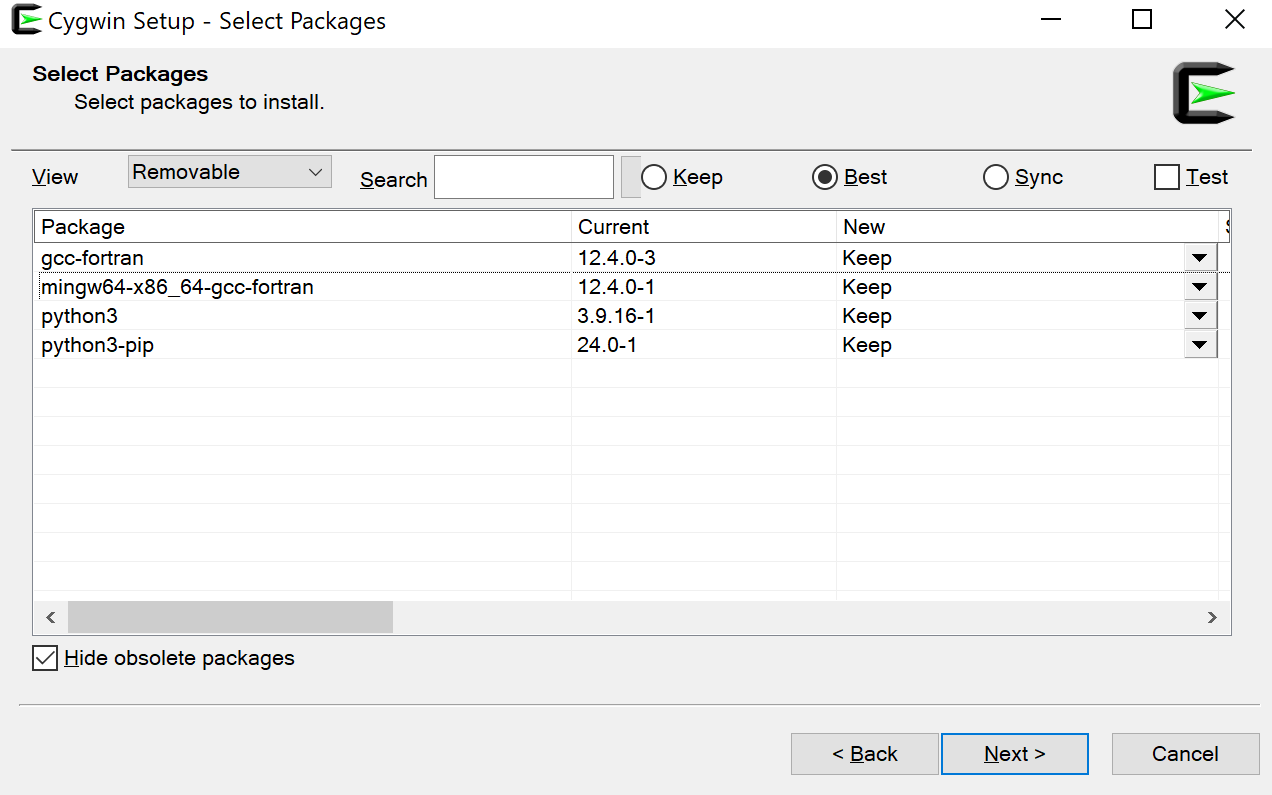 Cygwin Setup - Select Packages
Select Packages
Select packages to install.
View Removable Search Keep Best Sync Test
Package Current New
gcc-fortran 12.4.0-3 Keep
mingw64-x86_64-gcc-fortran 12.4.0-1 Keep
python3 3.9.16-1 Keep
python3-pip 24.0-1 Keep
Hide obsolete packages
< Back Next > Cancel